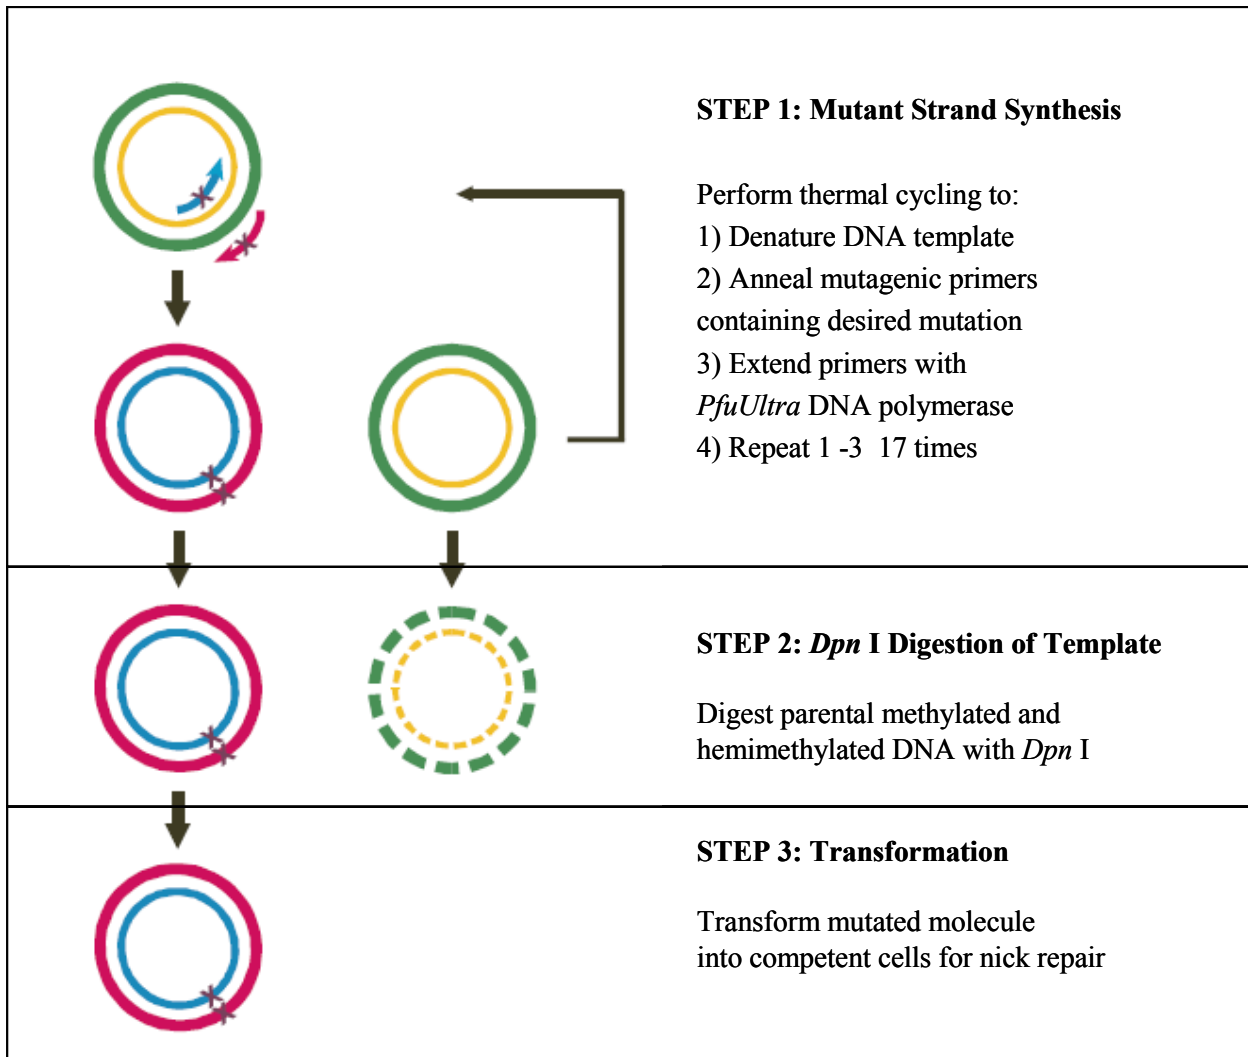 STEP 1: Mutant Strand Synthesis
Perform thermal cycling to:
1) Denature DNA template
2) Anneal mutagenic primers
containing desired mutation
3) Extend primers with
PfuUltra DNA polymerase
4) Repeat 1 -3  17 times
STEP 2: Dpn I Digestion of Template
Digest parental methylated and
hemimethylated DNA with Dpn I
STEP 3: Transformation
Transform mutated molecule
into competent cells for nick repair